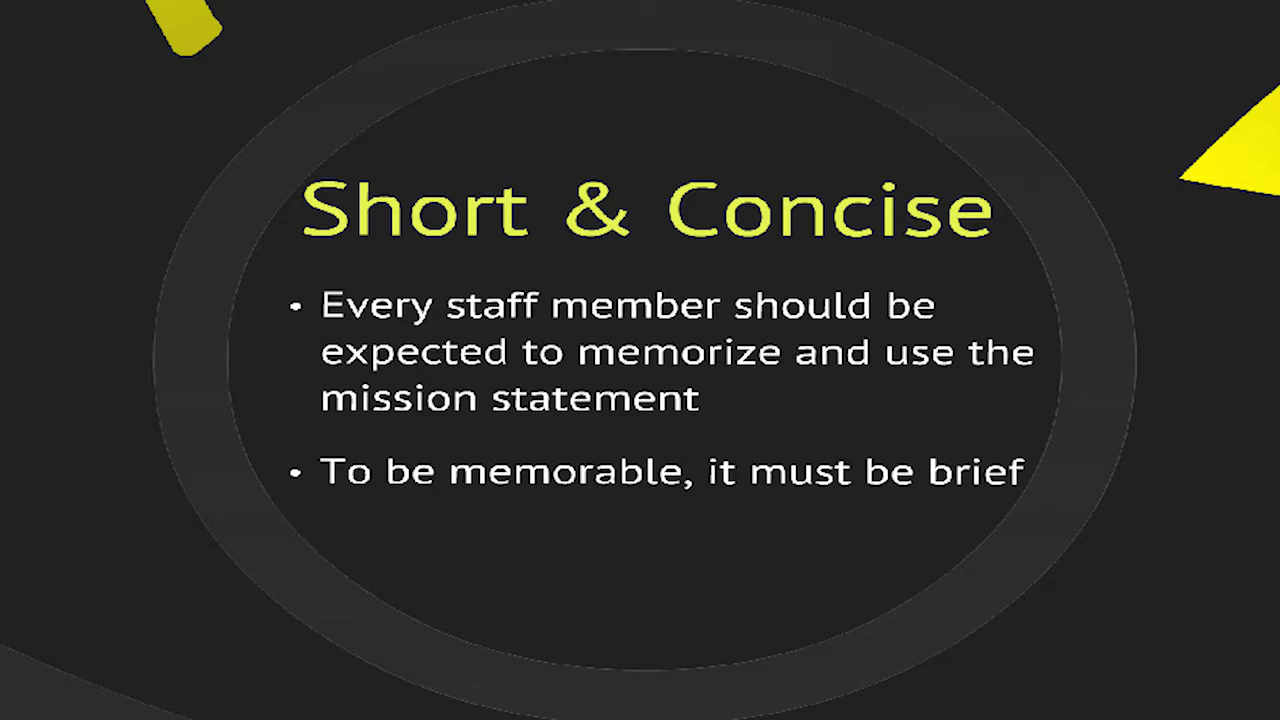 Short & Concise
• Every staff member should be
expected to memorize and use the
mission statement
• To be memorable, it must be brief